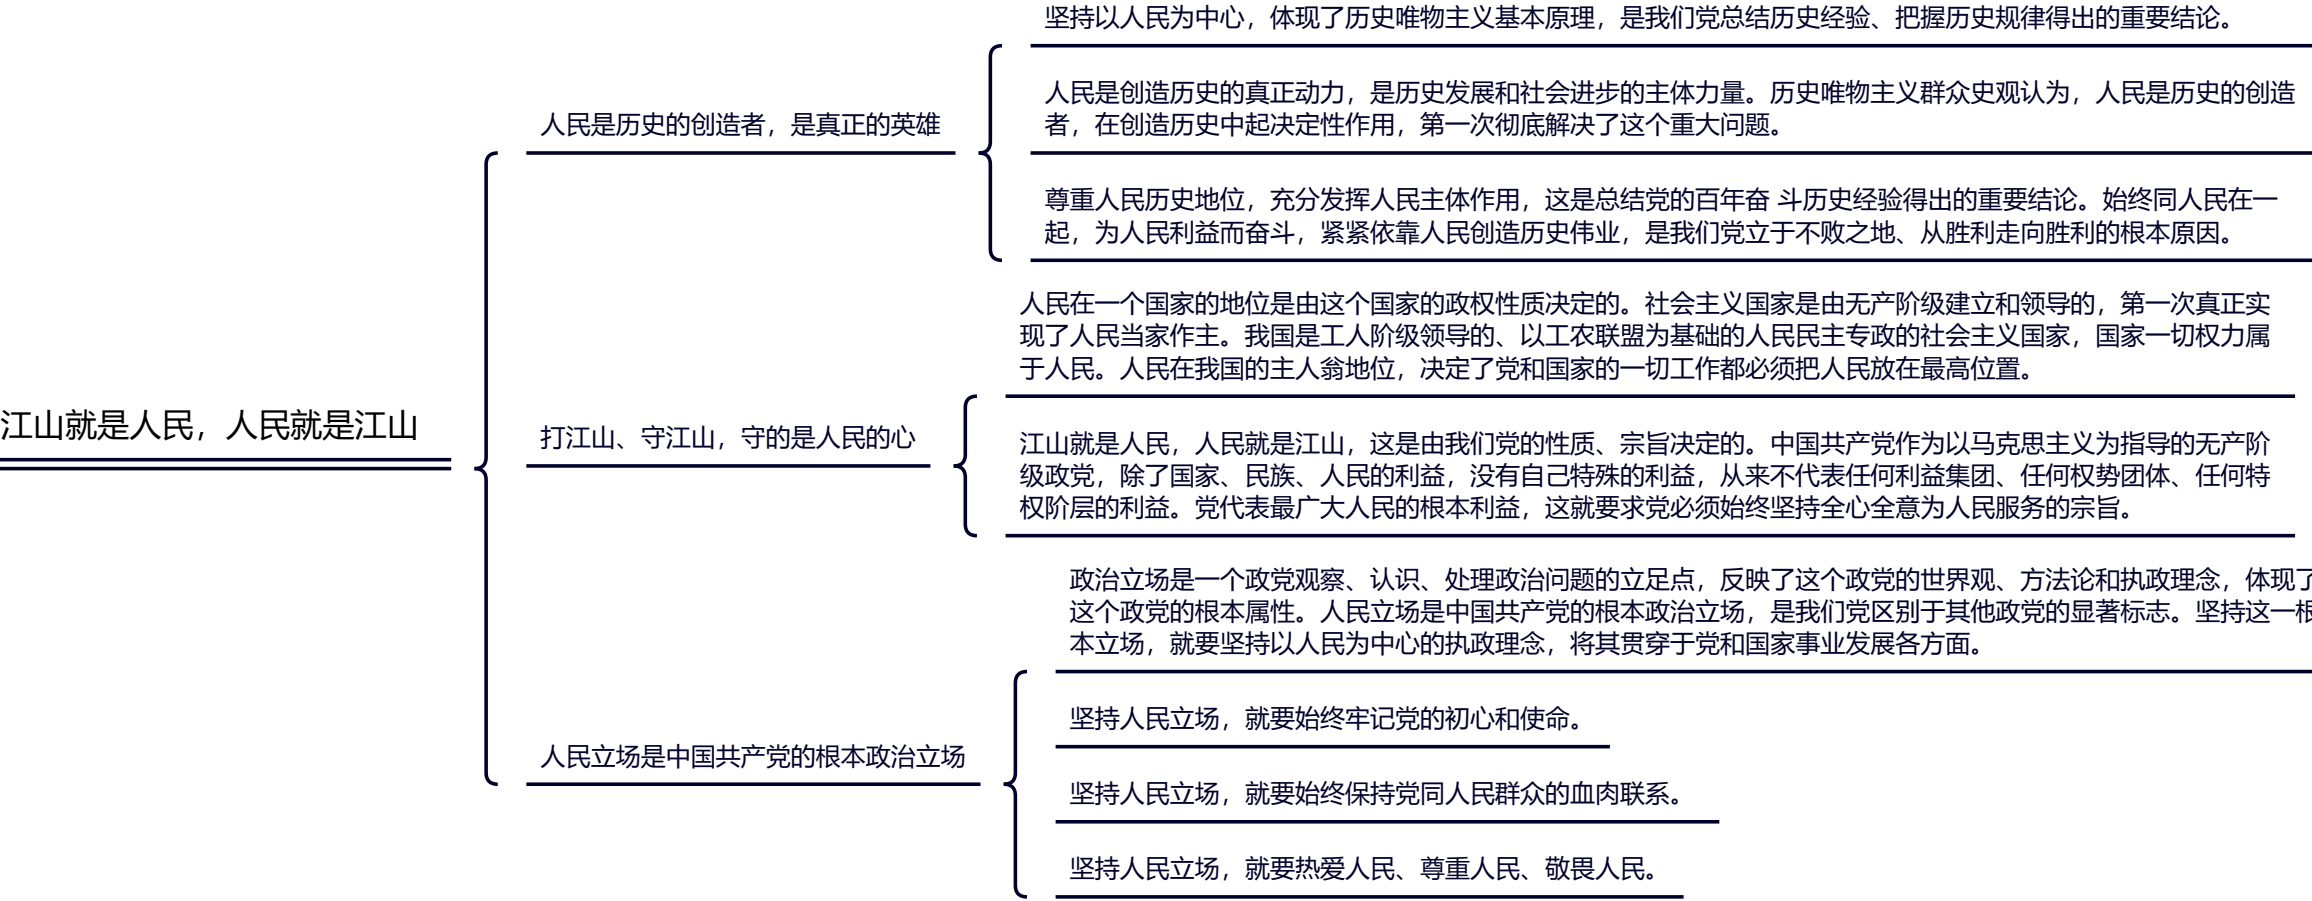 江山就是人民，人民就是江山
人民是历史的创造者，是真正的英雄
坚持以人民为中心，体现了历史唯物主义基本原理，是我们党总结历史经验、把握历史规律得出的重要结论。
人民是创造历史的真正动力，是历史发展和社会进步的主体力量。历史唯物主义群众史观认为，人民是历史的创造
者，在创造历史中起决定性作用，第一次彻底解决了这个重大问题。
尊重人民历史地位，充分发挥人民主体作用，这是总结党的百年奋 斗历史经验得出的重要结论。始终同人民在一
起，为人民利益而奋斗，紧紧依靠人民创造历史伟业，是我们党立于不败之地、从胜利走向胜利的根本原因。
打江山、守江山，守的是人民的心
人民在一个国家的地位是由这个国家的政权性质决定的。社会主义国家是由无产阶级建立和领导的，第一次真正实
现了人民当家作主。我国是工人阶级领导的、以工农联盟为基础的人民民主专政的社会主义国家，国家一切权力属
于人民。人民在我国的主人翁地位，决定了党和国家的一切工作都必须把人民放在最高位置。
江山就是人民，人民就是江山，这是由我们党的性质、宗旨决定的。中国共产党作为以马克思主义为指导的无产阶
级政党，除了国家、民族、人民的利益，没有自己特殊的利益，从来不代表任何利益集团、任何权势团体、任何特
权阶层的利益。党代表最广大人民的根本利益，这就要求党必须始终坚持全心全意为人民服务的宗旨。
人民立场是中国共产党的根本政治立场
政治立场是一个政党观察、认识、处理政治问题的立足点，反映了这个政党的世界观、方法论和执政理念，体现了
这个政党的根本属性。人民立场是中国共产党的根本政治立场，是我们党区别于其他政党的显著标志。坚持这一根
本立场，就要坚持以人民为中心的执政理念，将其贯穿于党和国家事业发展各方面。
坚持人民立场，就要始终牢记党的初心和使命。
坚持人民立场，就要始终保持党同人民群众的血肉联系。
坚持人民立场，就要热爱人民、尊重人民、敬畏人民。